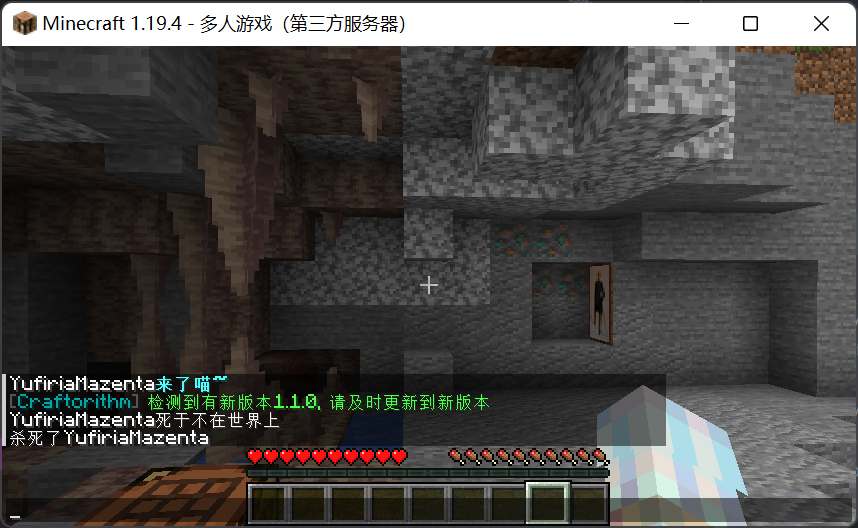 Minecraft 1.19.4 - 多人游戏（第三方服务器）
YufiriaMazenta来了喵~
[Craftorithm] 检测到有新版本1.1.0, 请及时更新到新版本
YufiriaMazenta死于不在世界上
杀死了YufiriaMazenta
_